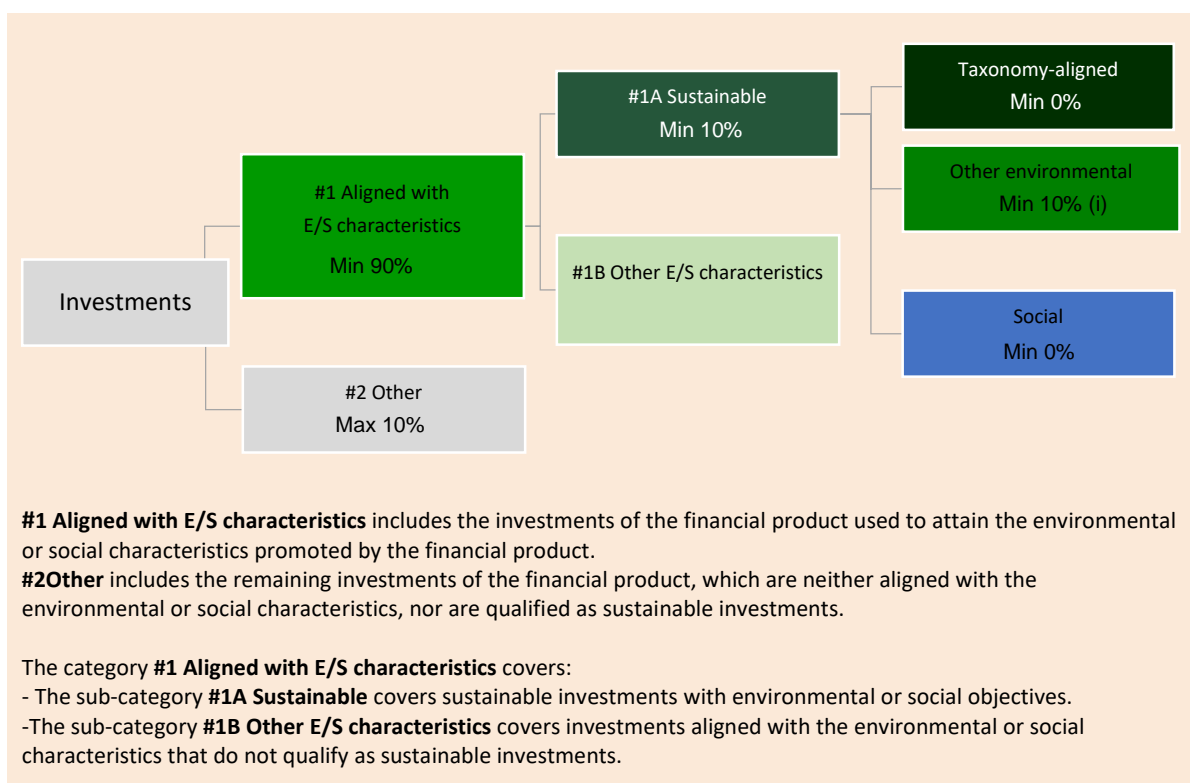 Investments
#1 Aligned with
E/S characteristics
Min 90%
#2 Other
Max 10%
#1A Sustainable
Min 10%
#1B Other E/S characteristics
Taxonomy-aligned
Min 0%
Other environmental
Min 10% (i)
Social
Min 0%
#1 Aligned with E/S characteristics includes the investments of the financial product used to attain the environmental
or social characteristics promoted by the financial product.
#2Other includes the remaining investments of the financial product, which are neither aligned with the
environmental or social characteristics, nor are qualified as sustainable investments.
The category #1 Aligned with E/S characteristics covers:
- The sub-category #1A Sustainable covers sustainable investments with environmental or social objectives.
-The sub-category #1B Other E/S characteristics covers investments aligned with the environmental or social
characteristics that do not qualify as sustainable investments.